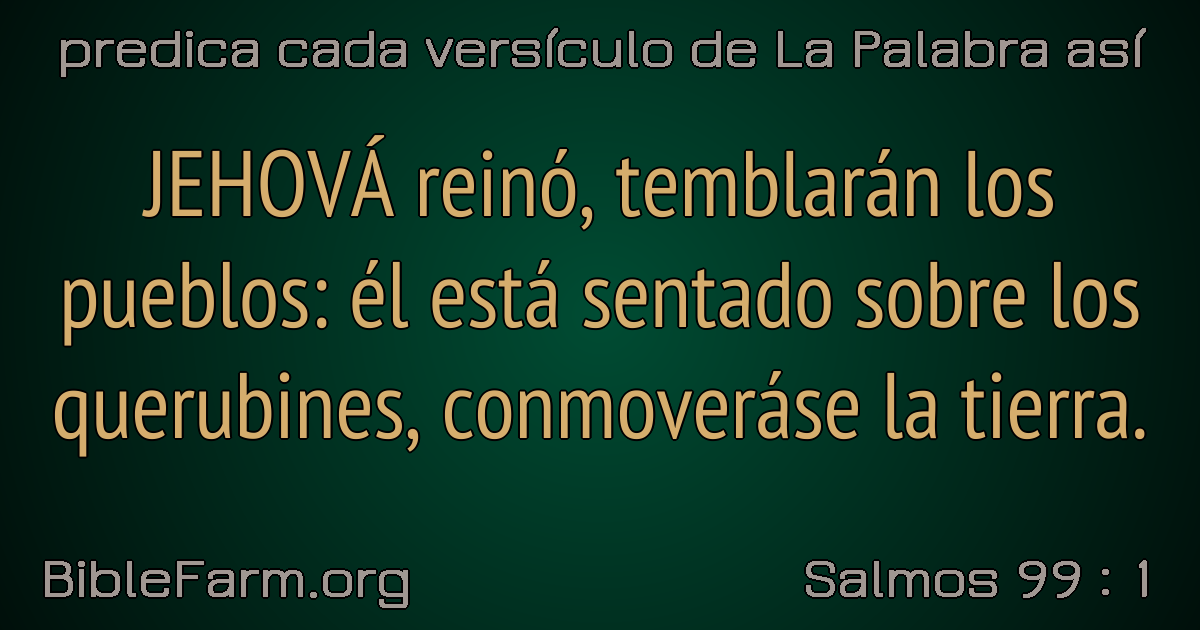 predica cada versículo de La Palabra así
JEHOVÁ reinó, temblarán los
pueblos: él está sentado sobre los
querubines, conmoveráse la tierra.
BibleFarm.org
Salmos 99 : 1